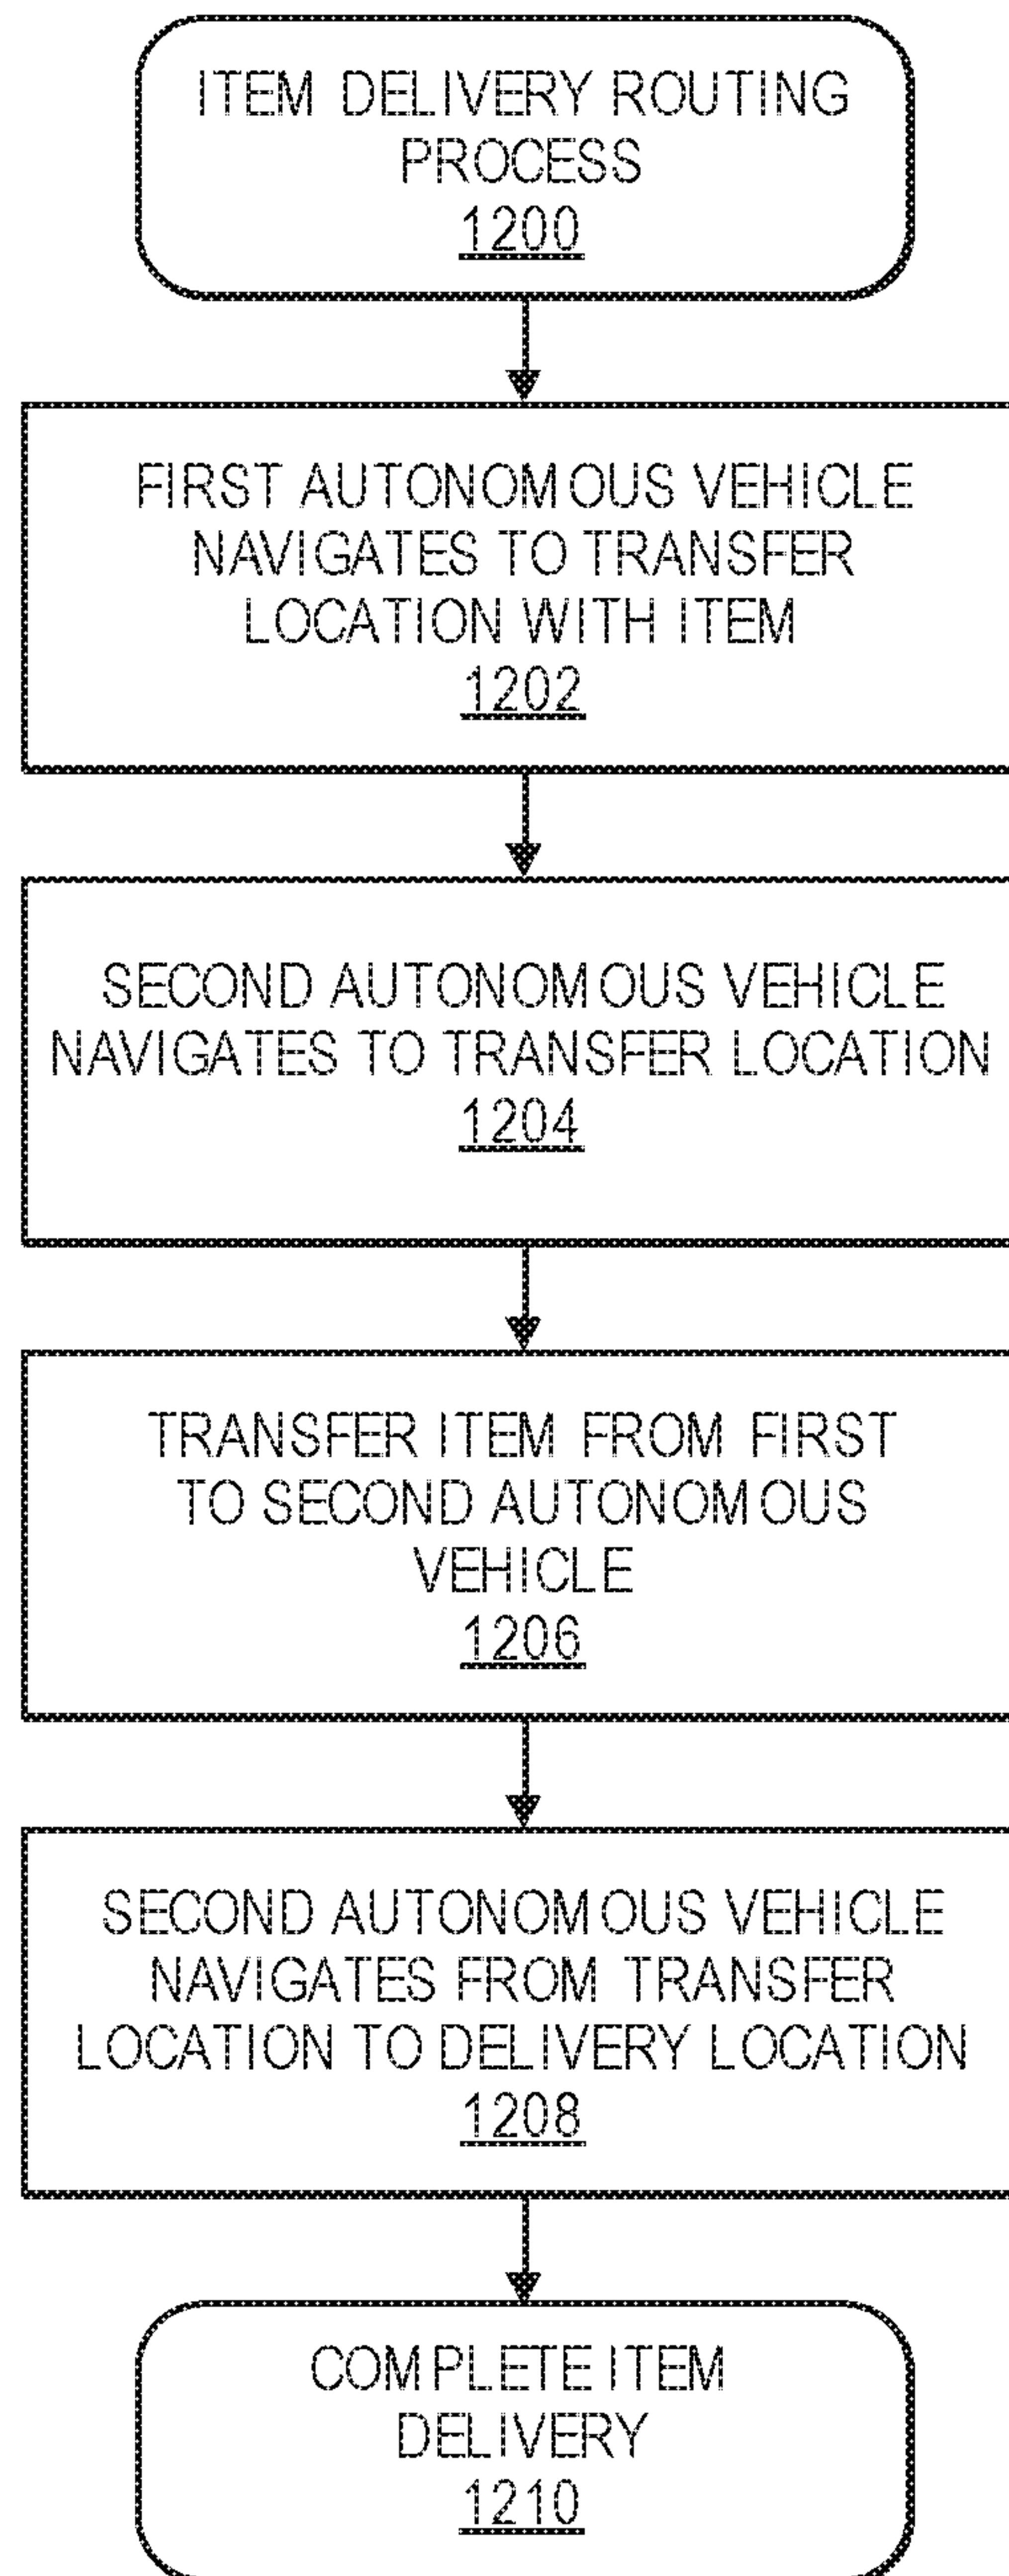 ITEM DELIVERY ROUTING
PROCESS
1200
FIRST AUTONOMOUS VEHICLE
NAVIGATES TO TRANSFER
LOCATION WITH ITEM
1202
SECOND AUTONOMOUS VEHICLE
NAVIGATES TO TRANSFER LOCATION
1204
TRANSFER ITEM FROM FIRST
TO SECOND AUTONOMOUS
VEHICLE
1206
SECOND AUTONOMOUS VEHICLE
NAVIGATES FROM TRANSFER
LOCATION TO DELIVERY LOCATION
1208
COMPLETE ITEM
DELIVERY
1210